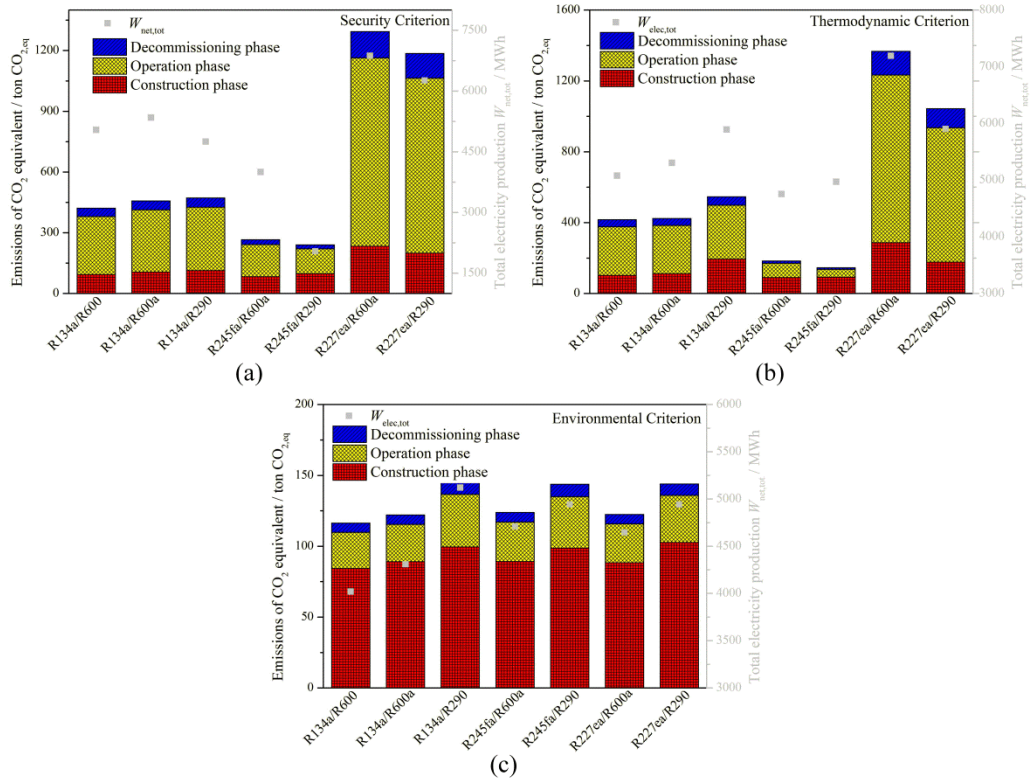 Security Criterion
W net,tot
Decommissioning phase
Operation phase
Construction phase
Emissions of CO2 equivalent / ton CO2,eq
1200
900
600
300
0
7500
6000
4500
3000
1500
Total electricity production W net,tot / MWh
R134a/R600
R134a/R600a
R134a/R290
R245fa/R600a
R245fa/R290
R227ea/R600a
R227ea/R290
(a)
Thermodynamic Criterion
W elec,tot
Decommissioning phase
Operation phase
Construction phase
Emissions of CO2 equivalent / ton CO2,eq
1600
1200
800
400
0
8000
7000
6000
5000
4000
3000
Total electricity production W net,tot / MWh
R134a/R600
R134a/R600a
R134a/R290
R245fa/R600a
R245fa/R290
R227ea/R600a
R227ea/R290
(b)
Environmental Criterion
W elec,tot
Decommissioning phase
Operation phase
Construction phase
Emissions of CO2 equivalent / ton CO2,eq
200
150
100
50
0
6000
5500
5000
4500
4000
3500
3000
Total electricity production W net,tot / MWh
R134a/R600
R134a/R600a
R134a/R290
R245fa/R600a
R245fa/R290
R227ea/R600a
R227ea/R290
(c)